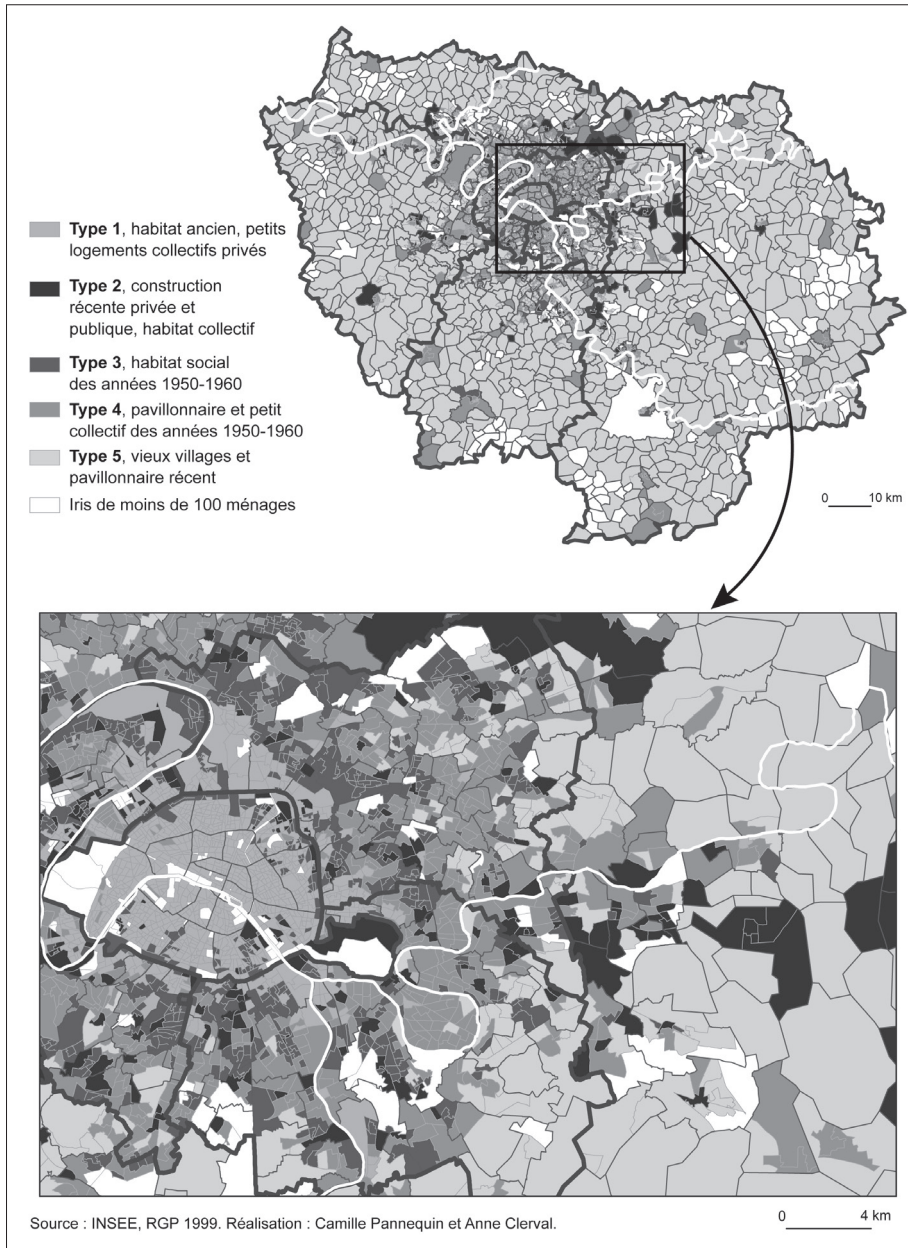 Type 1, habitat ancien, petits
logements collectifs privés
Type 2, construction
récente privée et
publique, habitat collectif
Type 3, habitat social
des années 1950-1960
Type 4, pavillonnaire et petit
collectif des années 1950-1960
Type 5, vieux villages et
pavillonnaire récent
Iris de moins de 100 ménages
0 10 km
Source : INSEE, RGP 1999. Réalisation : Camille Pannequin et Anne Clerval.
0 4 km